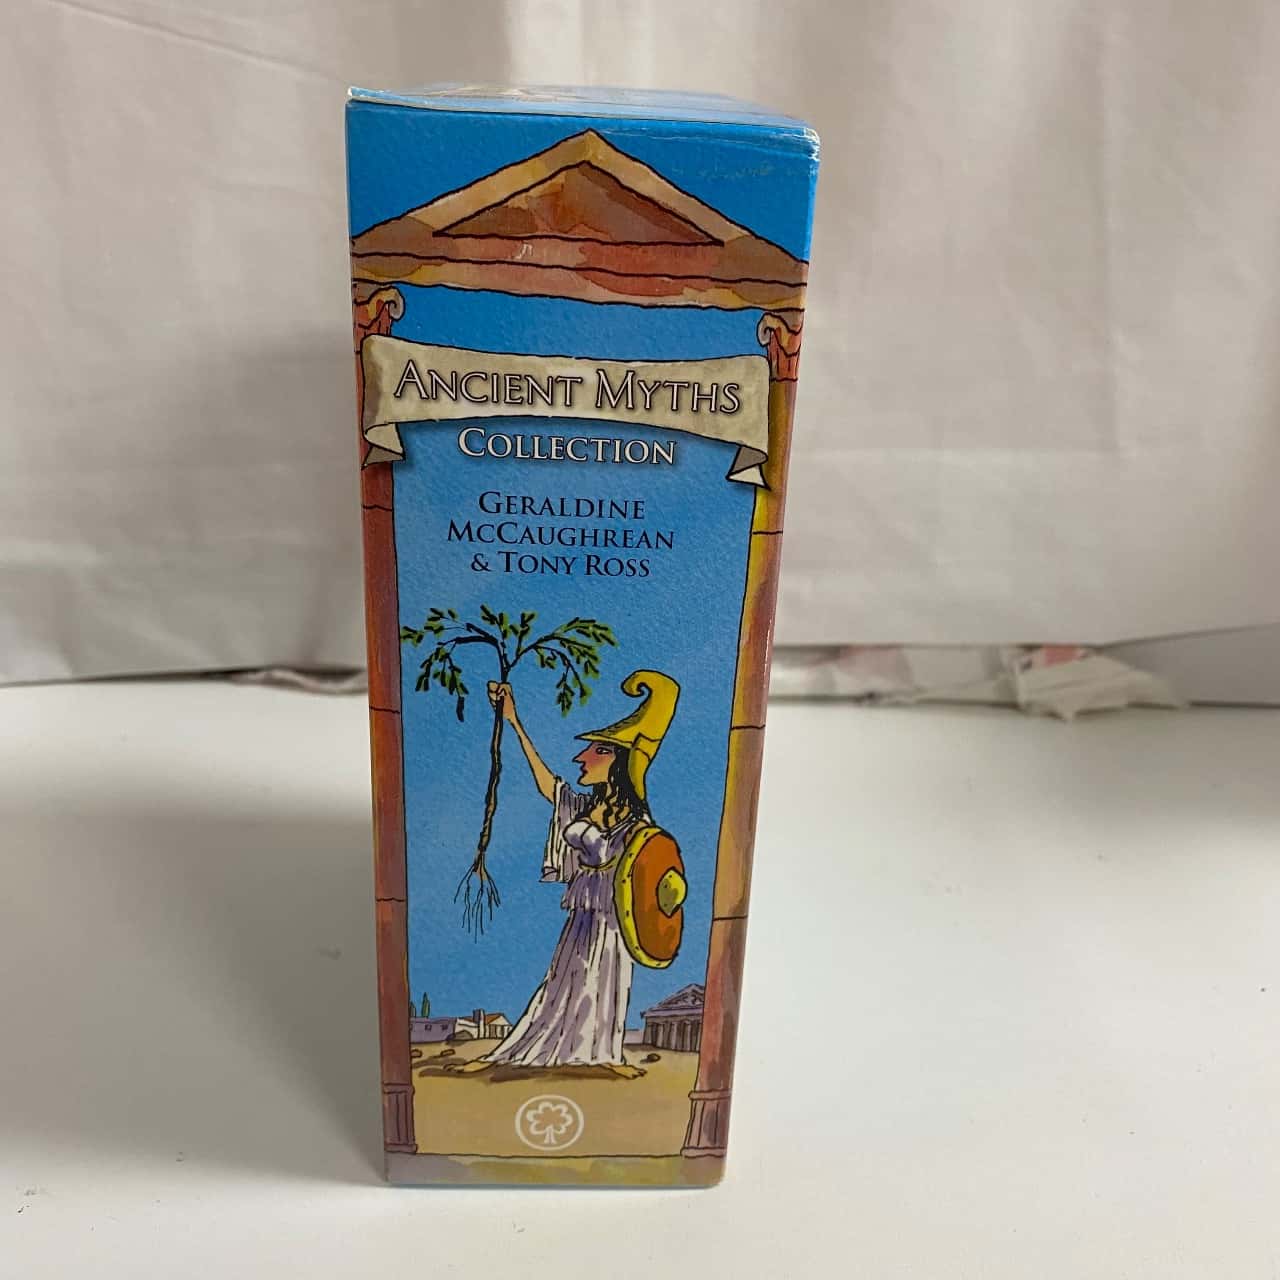 ANCIENT MYTHS
COLLECTION
GERALDINE
MCCAUGHREAN
& TONY ROSS